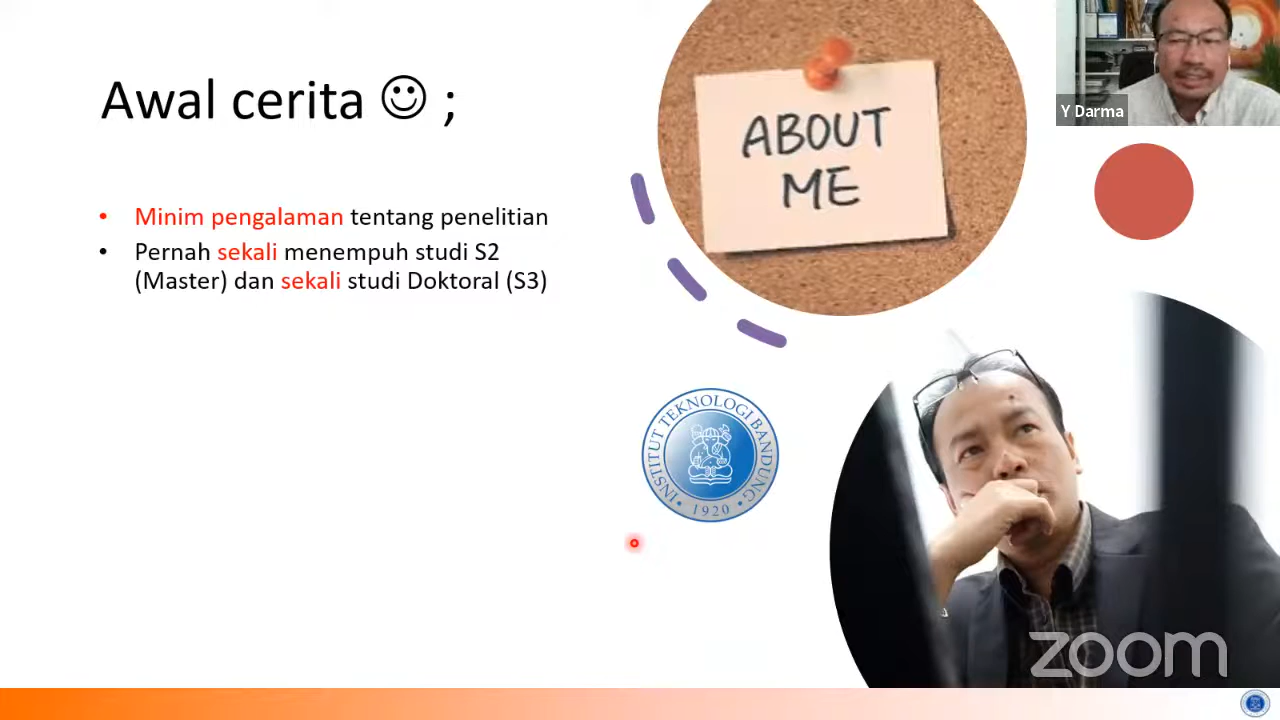 Awal cerita ☺ ;
Minim pengalaman tentang penelitian
Pernah sekali menempuh studi S2
(Master) dan sekali studi Doktoral (S3)
ABOUT
ME
Y Darma
INSTITUT TEKNOLOGI BANDUNG
1920
zoom